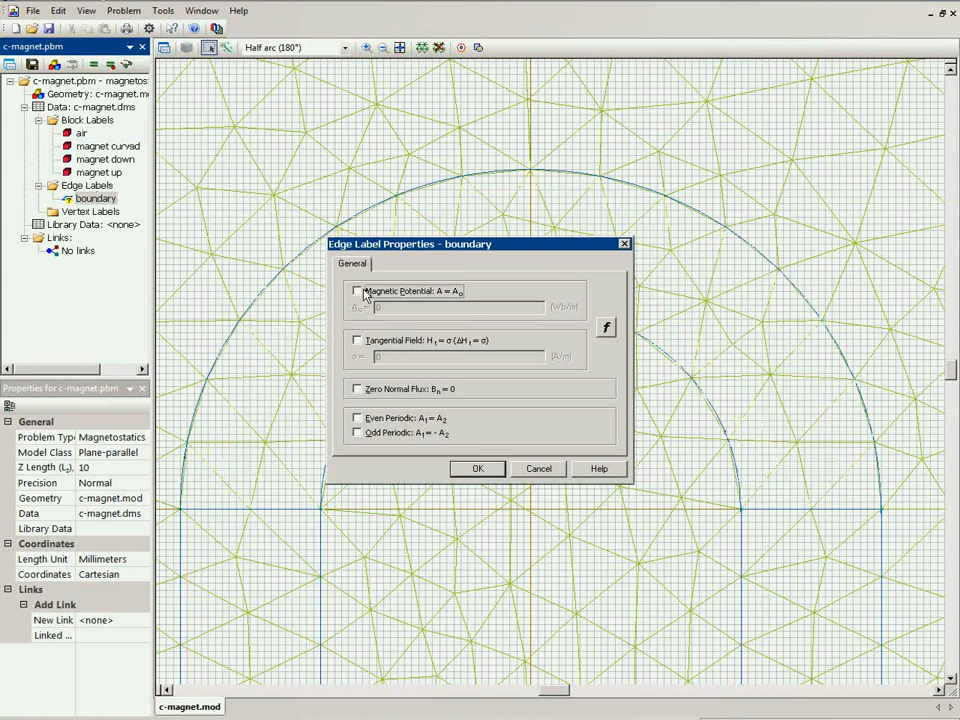 File Edit View Problem Tools Window Help
Half arc (180°)
c-magnet.pbm
c-magnet.pbm - magnetos
Geometry: c-magnet.m
Data: c-magnet.dms
Block Labels
air
magnet curved
magnet down
magnet up
Edge Labels
boundary
Vertex Labels
Library Data: <none>
Links:
No links
Edge Label Properties - boundary
General
Magnetic Potential: A = A₀
A₀= 0 (Wb/m)
f
Tangential Field: Hₜ = σ (ΔHₜ = σ)
σ= 0 (A/m)
Zero Normal Flux: Bₙ = 0
Even Periodic: A₁ = A₂
Odd Periodic: A₁ = - A₂
OK Cancel Help
Properties for c-magnet.pbm
General
Problem Typ Magnetostatics
Model Class Plane-parallel
Z Length (L𝓏) 10
Precision Normal
Geometry c-magnet.mod
Data c-magnet.dms
Library Data
Coordinates
Length Unit Millimeters
Coordinates Cartesian
Links
Add Link
New Link <none>
Linked ...
c-magnet.mod